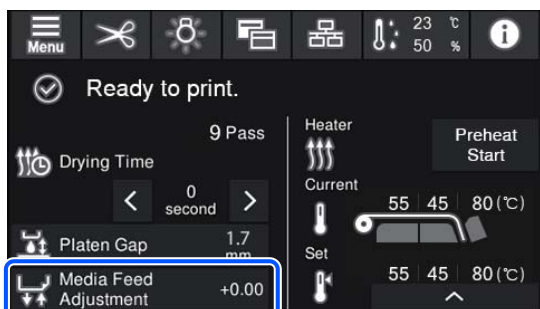 Menu
23 ℃
50 %
i
Ready to print.
9 Pass
Drying Time
0
second
Platen Gap
1.7
mm
Media Feed
Adjustment
+0.00
Heater
Preheat
Start
Current
55 45 80(℃)
Set
55 45 80(℃)